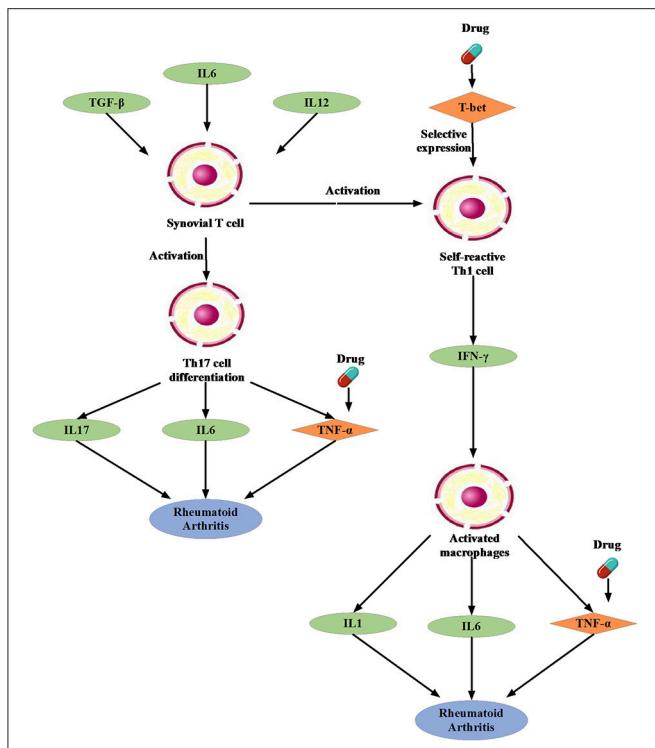 Drug
IL6
TGF-β
IL12
T-bet
Selective
expression
Activation
Synovial T cell
Activation
Self-reactive
Th1 cell
Th17 cell
differentiation
Drug
IFN-γ
IL17
IL6
TNF-α
Rheumatoid
Arthritis
Activated
macrophages
Drug
IL1
IL6
TNF-α
Rheumatoid
Arthritis